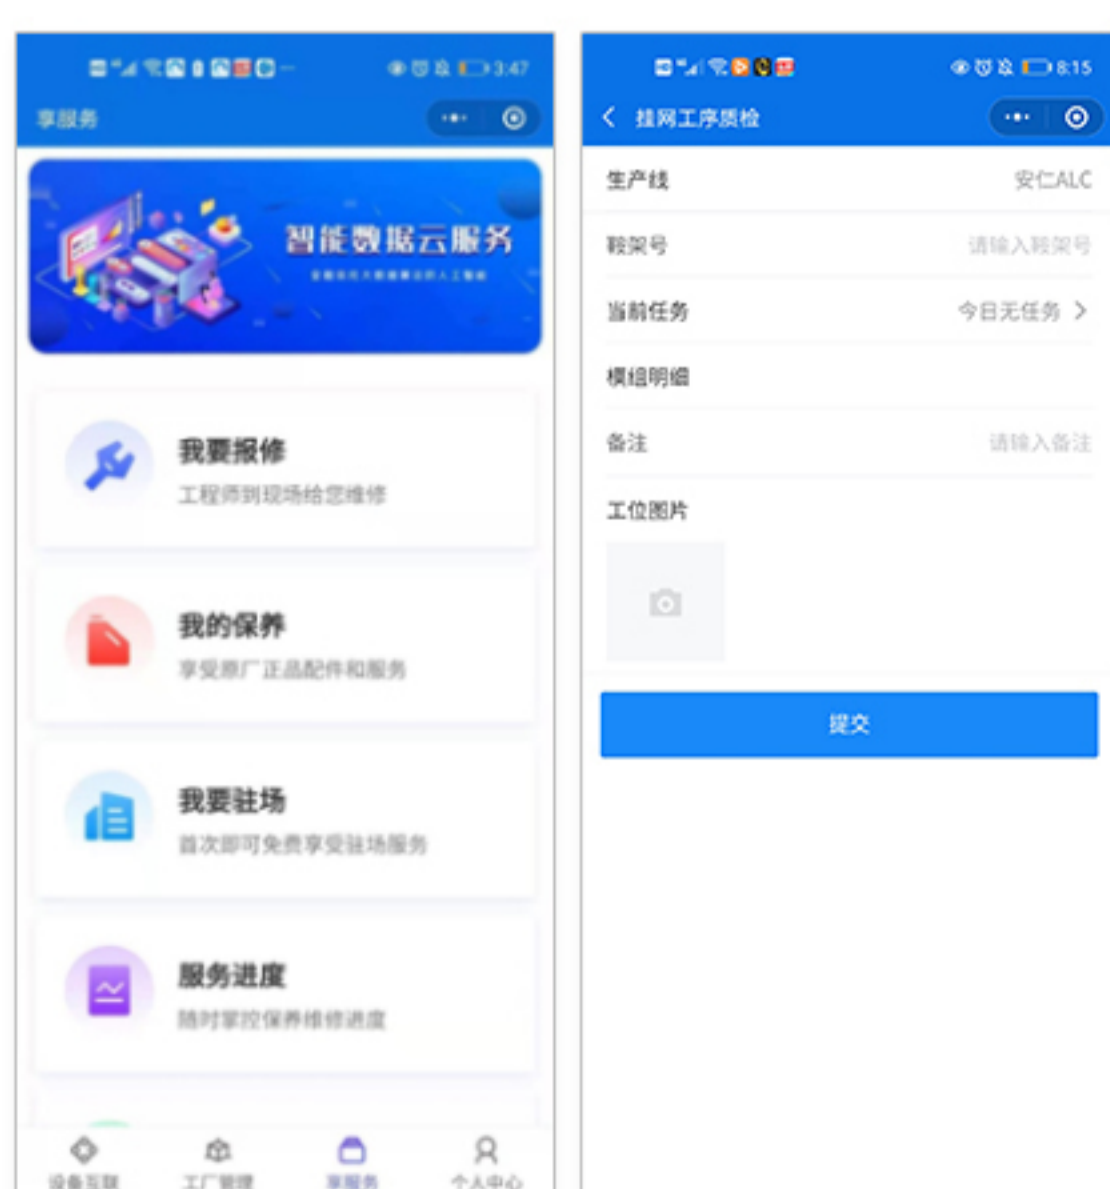 3:47
享服务
智能数据云服务
我要报修
工程师到现场给您维修
我的保养
享受原厂正品配件和服务
我要驻场
首次即可免费享受驻场服务
服务进度
随时掌控保养维修进度
设备互联
工厂管理
享服务
个人中心
8:15
挂网工序质检
生产线
安仁ALC
鞍架号
请输入鞍架号
当前任务
今日无任务
模组明细
备注
请输入备注
工位图片
提交